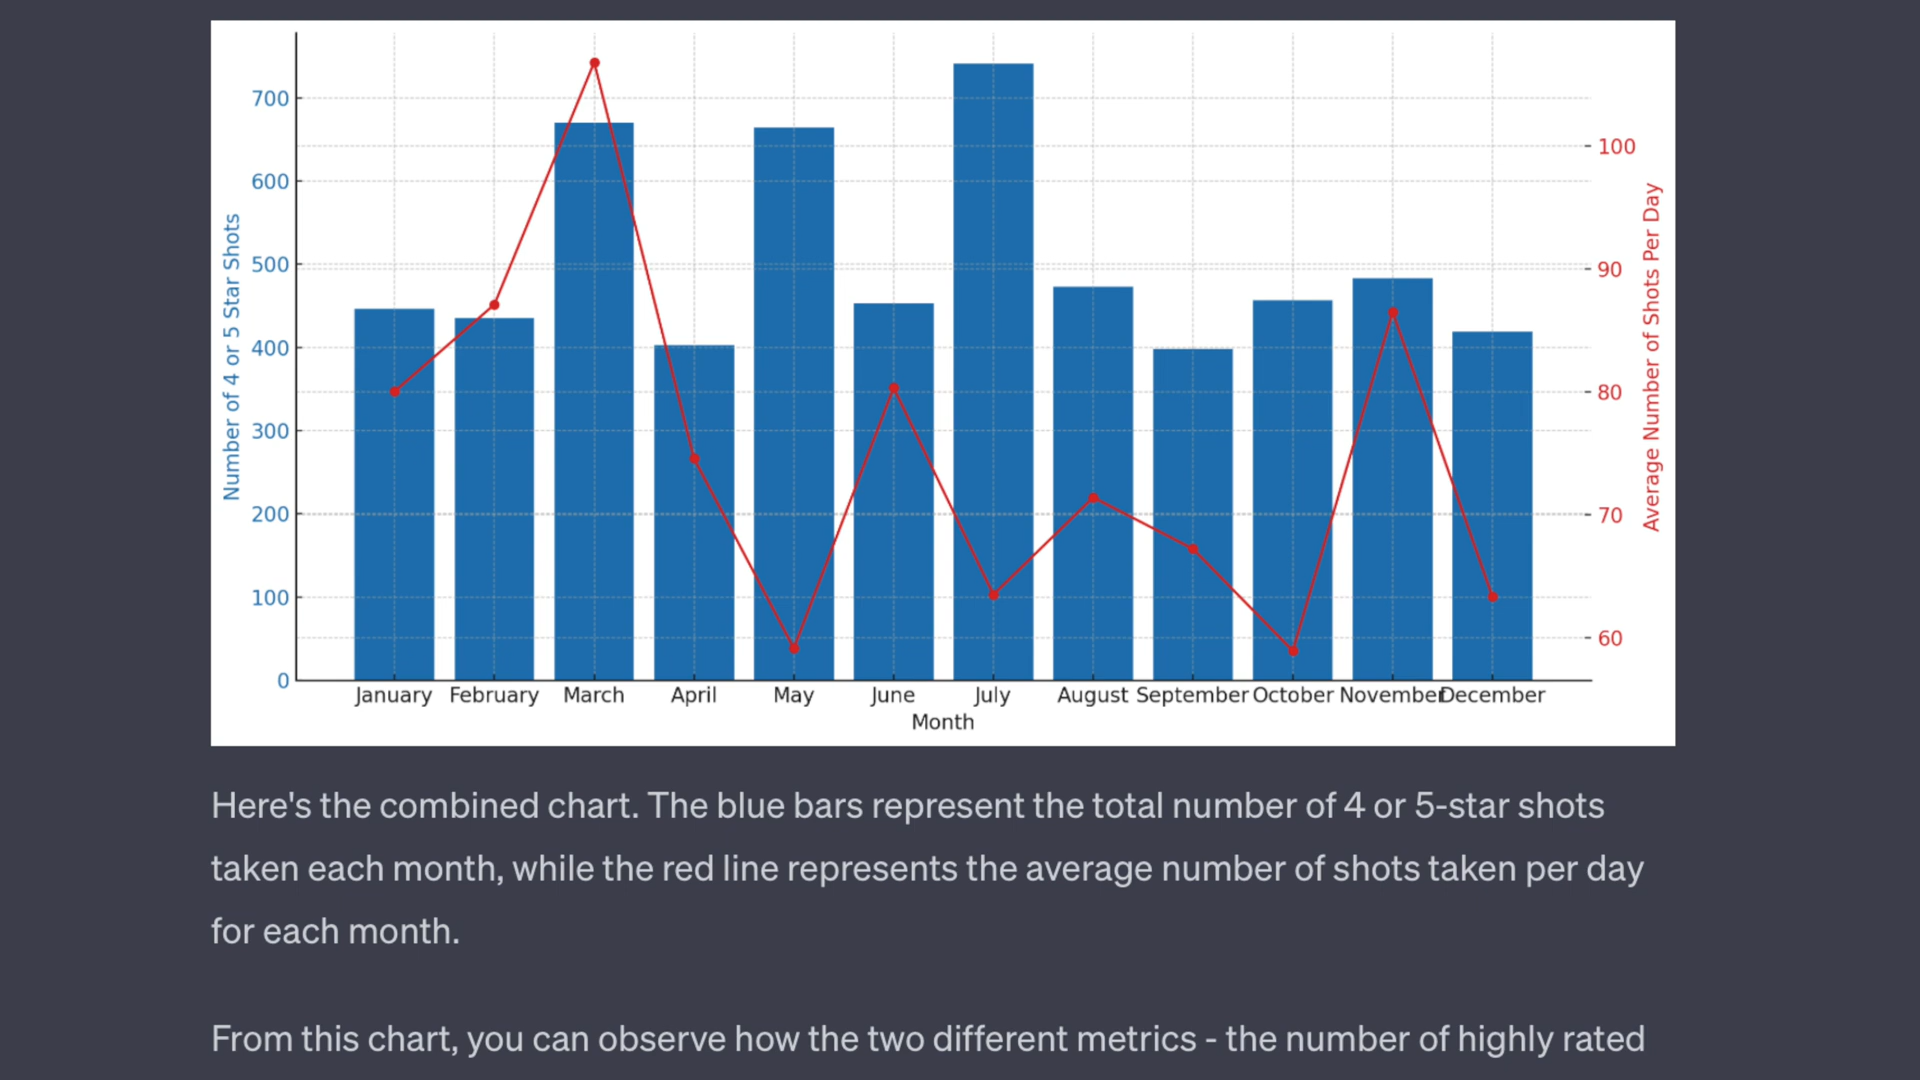 Number of 4 or 5 Star Shots
700
600
500
400
300
200
100
0
100
90
80
70
60
Average Number of Shots Per Day
January February March April May June July August September October November December
Month
Here's the combined chart. The blue bars represent the total number of 4 or 5-star shots
taken each month, while the red line represents the average number of shots taken per day
for each month.
From this chart, you can observe how the two different metrics - the number of highly rated